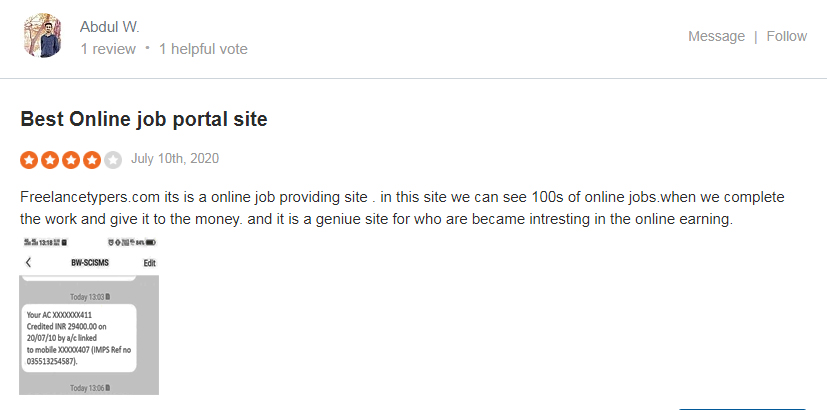 Abdul W.
1 review • 1 helpful vote
Message | Follow
Best Online job portal site
July 10th, 2020
Freelancetypers.com its is a online job providing site . in this site we can see 100s of online jobs.when we complete
the work and give it to the money. and it is a geniue site for who are became intresting in the online earning.
13:18
BW-SCISMS
Edit
Today 13:03
Your AC XXXXXXX411
Credited INR 29400.00 on
20/07/10 by a/c linked
to mobile XXXXX407 (IMPS Ref no
035513254587).
Today 13:06